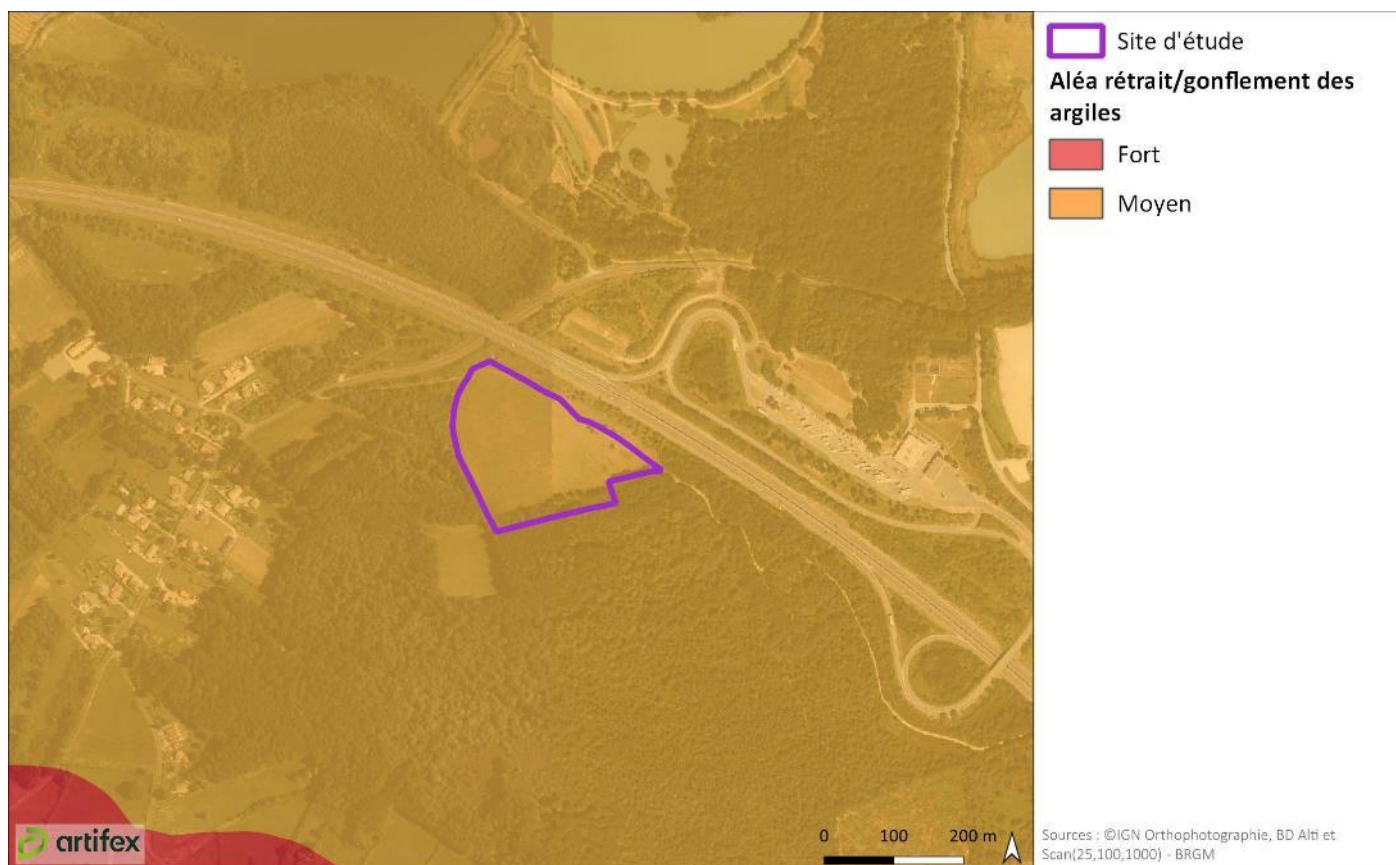 Site d'étude
Aléa rétrait/gonflement des
argiles
Fort
Moyen
artifex
0 100 200 m
Sources : ©IGN Orthophotographie, BD Alti et
Scan(25,100,1000) - BRGM